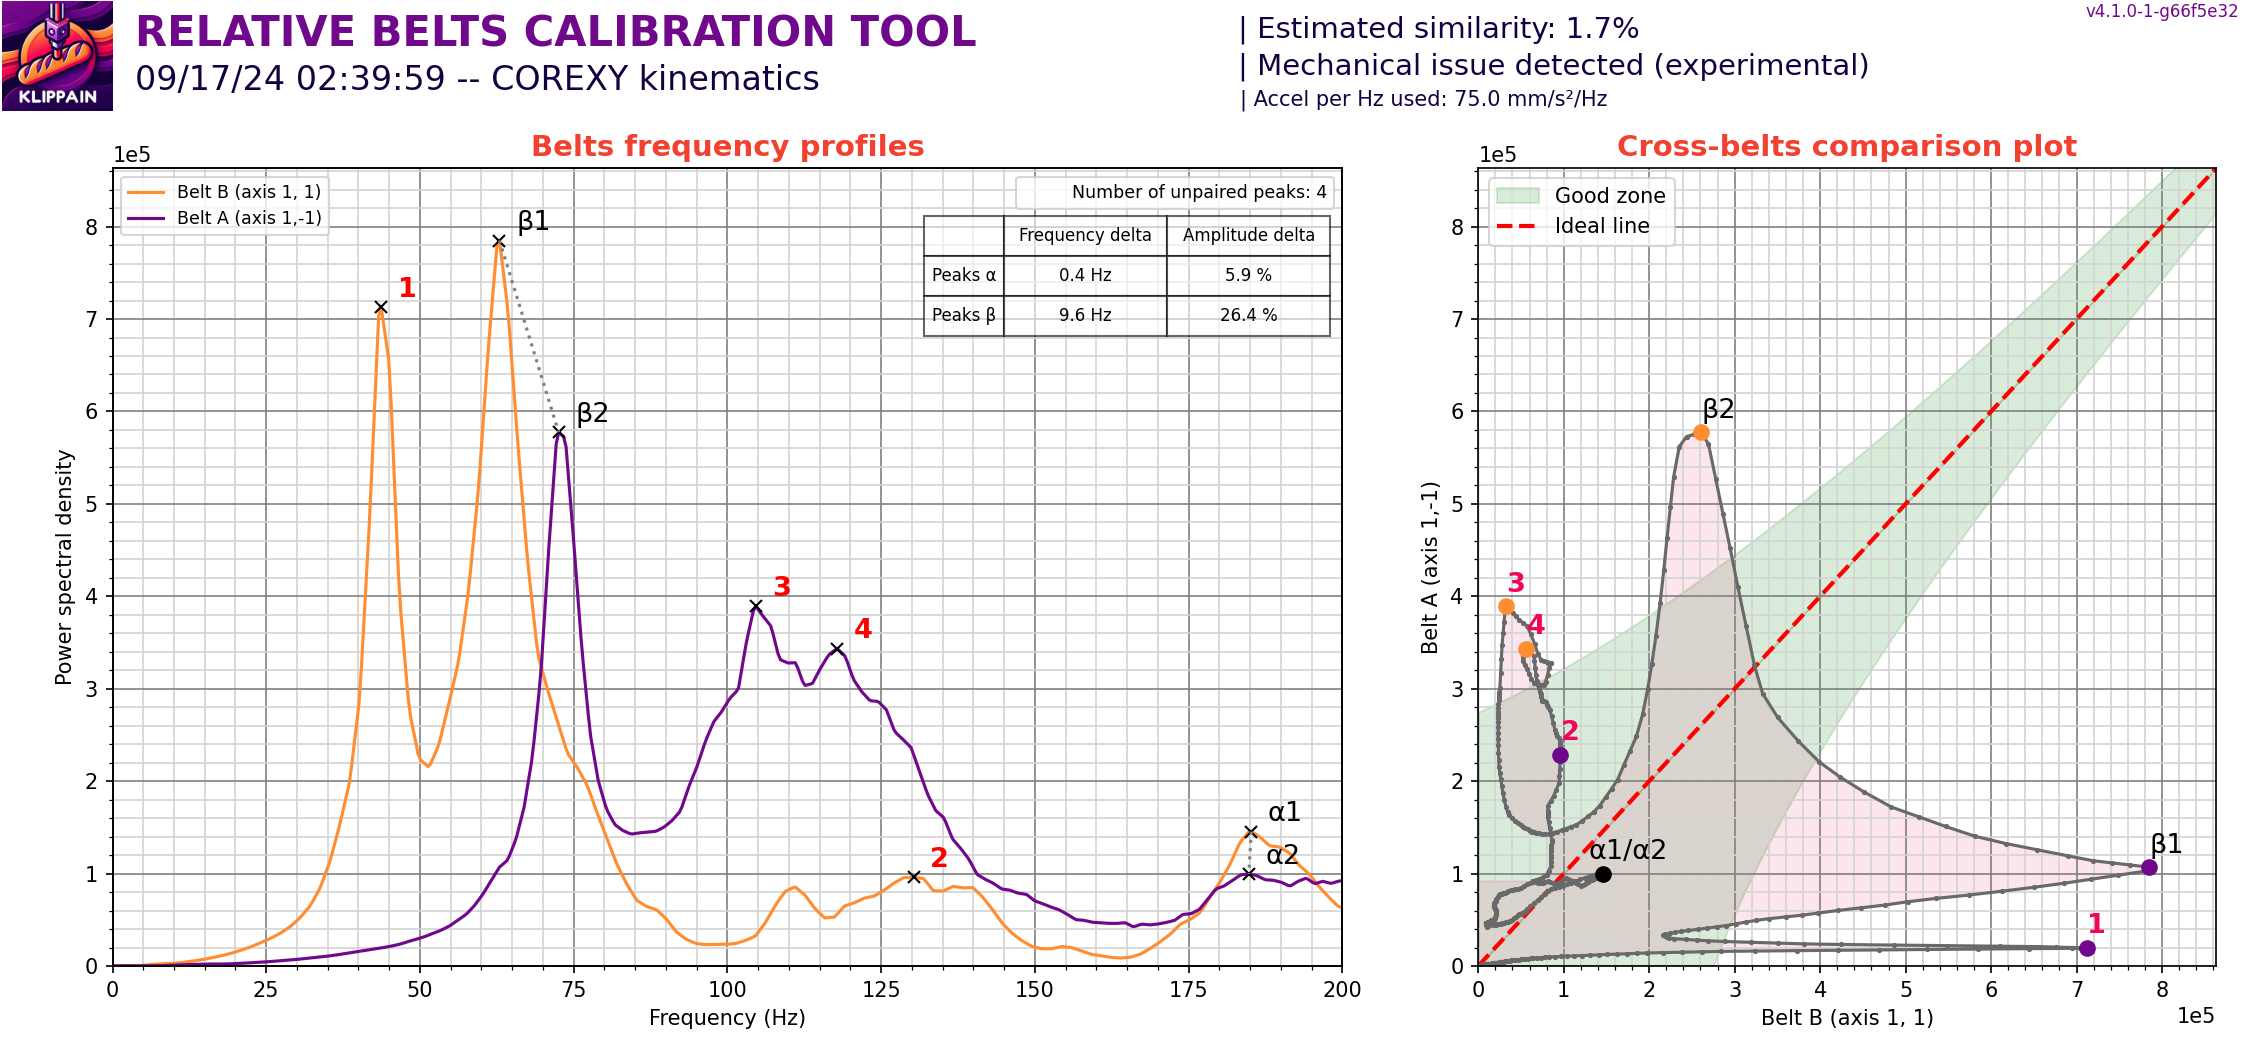 KLIPPAIN
RELATIVE BELTS CALIBRATION TOOL
09/17/24 02:39:59 -- COREXY kinematics
| Estimated similarity: 1.7%
| Mechanical issue detected (experimental)
| Accel per Hz used: 75.0 mm/s²/Hz
v4.1.0-1-g66f5e32
Belts frequency profiles
1e5
Belt B (axis 1, 1)
Belt A (axis 1,-1)
Number of unpaired peaks: 4
Frequency delta Amplitude delta
Peaks α 0.4 Hz 5.9 %
Peaks β 9.6 Hz 26.4 %
β1
1
β2
3
4
2
α1
α2
Power spectral density
8
7
6
5
4
3
2
1
0
0 25 50 75 100 125 150 175 200
Frequency (Hz)
Cross-belts comparison plot
1e5
Good zone
Ideal line
β2
3
4
2
α1/α2
β1
1
Belt A (axis 1,-1)
8
7
6
5
4
3
2
1
0
0 1 2 3 4 5 6 7 8
Belt B (axis 1, 1)
1e5